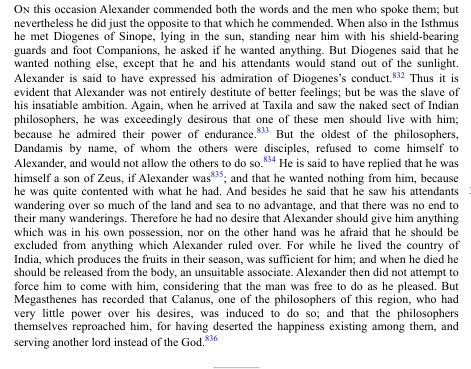 ON this occasion Alexander commended both the words and the men who spoke them; but
nevertheless he did just the opposite to that which he commended. When also in the Isthmus
he met Diogenes of Sinope, lying in the sun, standing near him with his shield-bearing
guards and foot Companions, he asked if he wanted anything. But Diogenes said that he
wanted nothing else, except that he and his attendants would stand out of the sunlight.
Alexander is said to have expressed his admiration of Diogenes's conduct.832 Thus it is
evident that Alexander was not entirely destitute of better feelings; but he was the slave of
his insatiable ambition. Again, when he arrived at Taxila and saw the naked sect of Indian
philosophers, he was exceedingly desirous that one of these men should live with him;
because he admired their power of endurance.833 But the oldest of the philosophers,
Dandamis by name, of whom the others were disciples, refused to come himself to
Alexander, and would not allow the others to do so.834 He is said to have replied that he was
himself a son of Zeus, if Alexander was835; and that he wanted nothing from him, because
he was quite contented with what he had. And besides he said that he saw his attendants
wandering over so much of the land and sea to no advantage, and that there was no end to
their many wanderings. Therefore he had no desire that Alexander should give him anything
which was in his own possession, nor on the other hand was he afraid that he should be
excluded from anything which Alexander ruled over. For while he lived the country of
India, which produces the fruits in their season, was sufficient for him; and when he died he
should be released from the body, an unsuitable associate. Alexander then did not attempt to
force him to come with him, considering that the man was free to do as he pleased. But
Megasthenes has recorded that Calanus, one of the philosophers of this region, who had
very little power over his desires, was induced to do so; and that the philosophers
themselves reproached him, for having deserted the happiness existing among them, and
serving another lord instead of the God.836